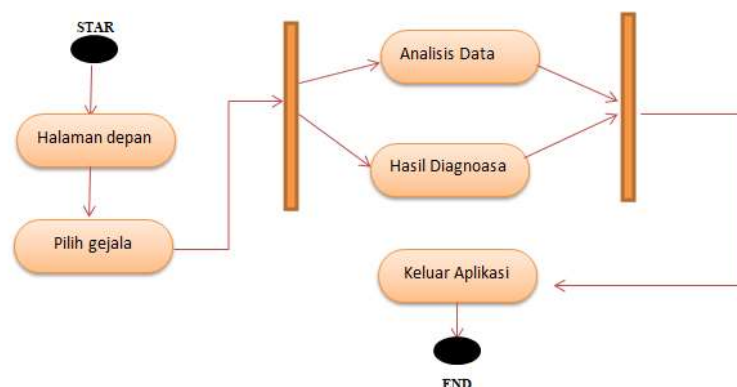 STAR
Halaman depan
Pilih gejala
Analisis Data
Hasil Diagnoasa
Keluar Aplikasi
END